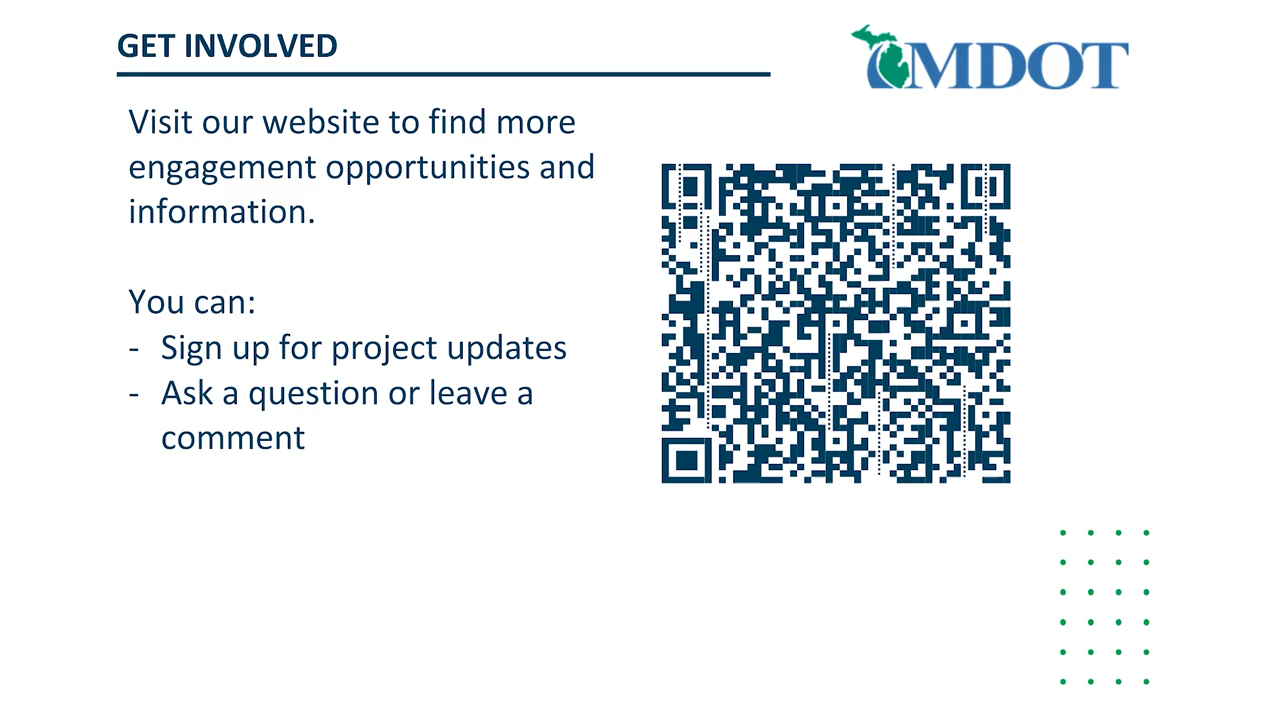 GET INVOLVED
MDOT
Visit our website to find more
engagement opportunities and
information.
You can:
- Sign up for project updates
- Ask a question or leave a
comment